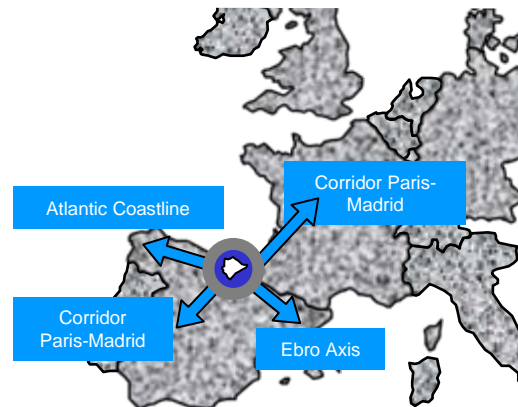 Corridor Paris-
Madrid
Atlantic Coastline
Corridor
Paris-Madrid
Ebro Axis